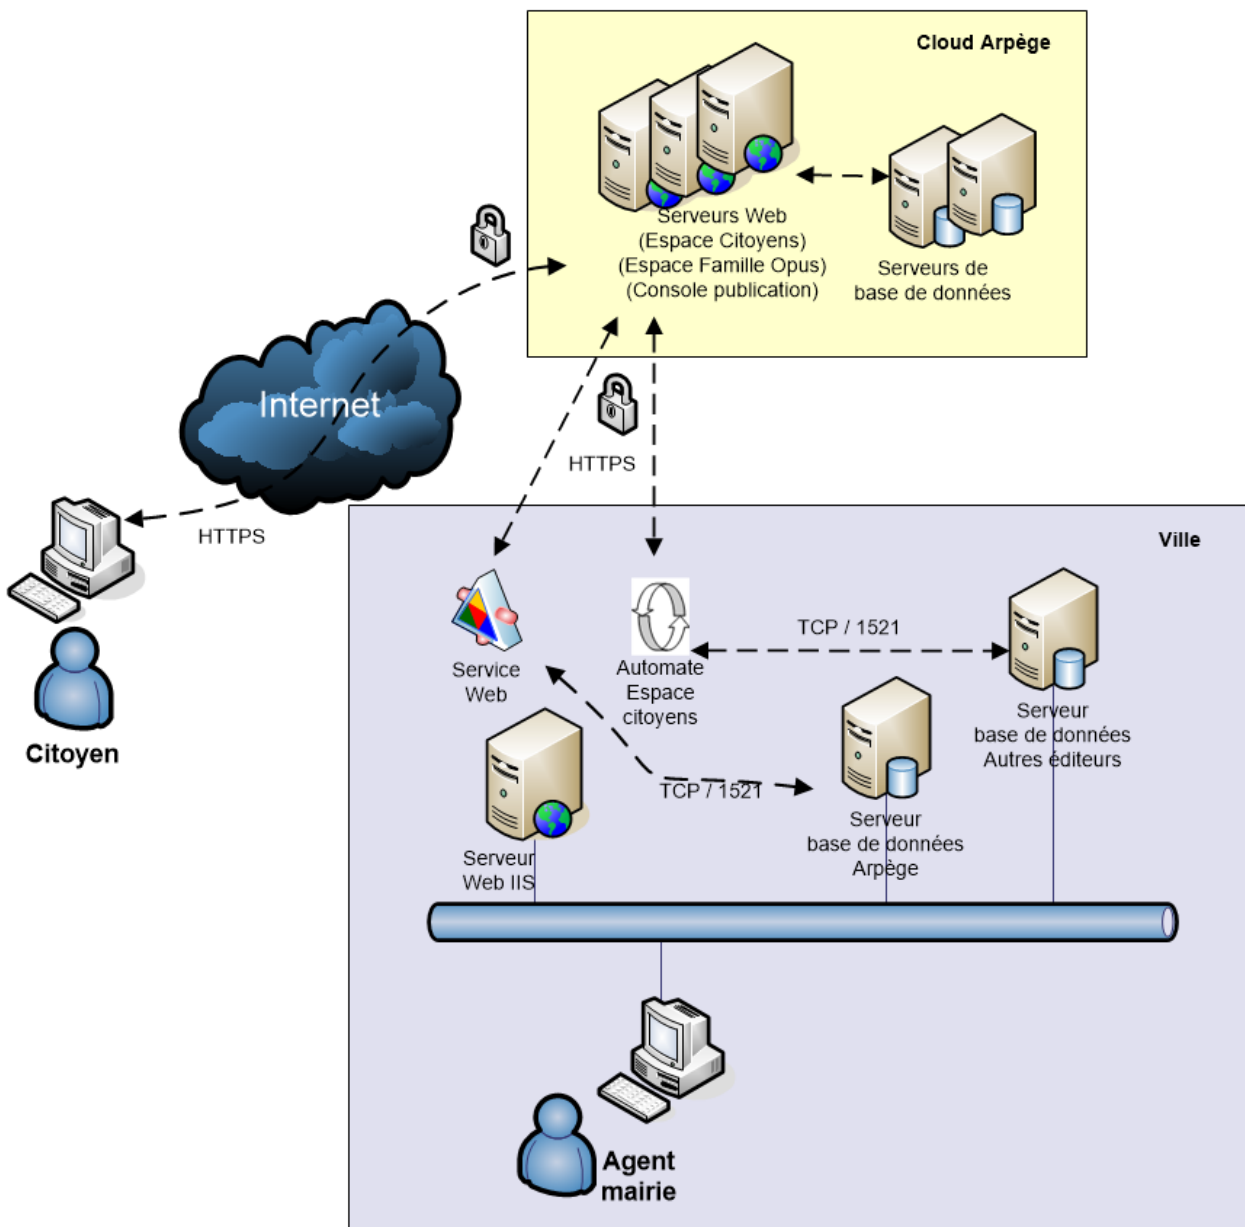 Cloud Arpège
Serveurs Web
(Espace Citoyens)
(Espace Famille Opus)
(Console publication)
Serveurs de
base de données
Internet
HTTPS
HTTPS
Citoyen
Ville
Service
Web
Automate
Espace
citoyens
TCP / 1521
Serveur
base de données
Autres éditeurs
TCP / 1521
Serveur
base de données
Arpège
Serveur
Web IIS
Agent
mairie